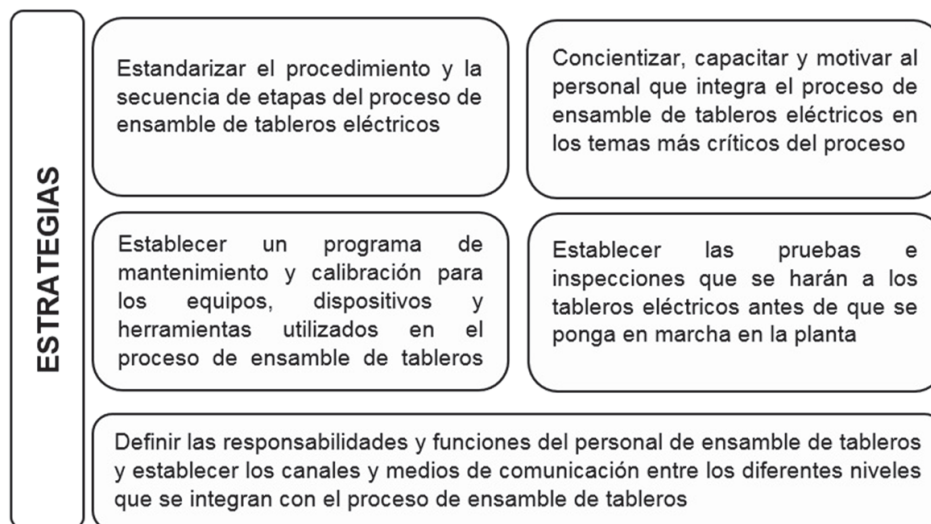 ESTRATEGIAS
Estandarizar el procedimiento y la
secuencia de etapas del proceso de
ensamble de tableros eléctricos
Concientizar, capacitar y motivar al
personal que integra el proceso de
ensamble de tableros eléctricos en
los temas más críticos del proceso
Establecer un programa de
mantenimiento y calibración para
los equipos, dispositivos y
herramientas utilizados en el
proceso de ensamble de tableros
Establecer las pruebas e
inspecciones que se harán a los
tableros eléctricos antes de que se
ponga en marcha en la planta
Definir las responsabilidades y funciones del personal de ensamble de tableros
y establecer los canales y medios de comunicación entre los diferentes niveles
que se integran con el proceso de ensamble de tableros